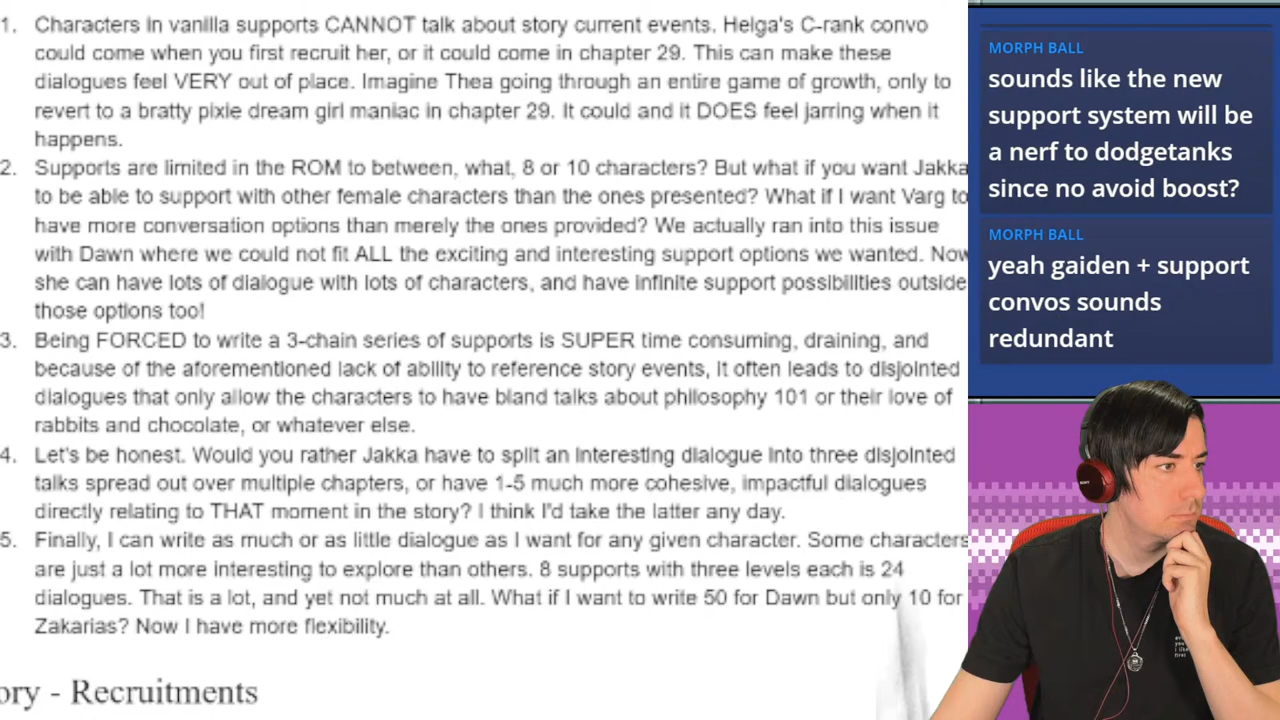 1. Characters in vanilla supports CANNOT talk about story current events. Helga's C-rank convo
could come when you first recruit her, or it could come in chapter 29. This can make these
dialogues feel VERY out of place. Imagine Thea going through an entire game of growth, only to
revert to a bratty pixie dream girl maniac in chapter 29. It could and it DOES feel jarring when it
happens.
2. Supports are limited in the ROM to between, what, 8 or 10 characters? But what if you want Jakka
to be able to support with other female characters than the ones presented? What if I want Varg to
have more conversation options than merely the ones provided? We actually ran into this issue
with Dawn where we could not fit ALL the exciting and interesting support options we wanted. Now
she can have lots of dialogue with lots of characters, and have infinite support possibilities outside
those options too!
3. Being FORCED to write a 3-chain series of supports is SUPER time consuming, draining, and
because of the aforementioned lack of ability to reference story events, it often leads to disjointed
dialogues that only allow the characters to have bland talks about philosophy 101 or their love of
rabbits and chocolate, or whatever else.
4. Let's be honest. Would you rather Jakka have to split an interesting dialogue into three disjointed
talks spread out over multiple chapters, or have 1-5 much more cohesive, impactful dialogues
directly relating to THAT moment in the story? I think I'd take the latter any day.
5. Finally, I can write as much or as little dialogue as I want for any given character. Some characters
are just a lot more interesting to explore than others. 8 supports with three levels each is 24
dialogues. That is a lot, and yet not much at all. What if I want to write 50 for Dawn but only 10 for
Zakarias? Now I have more flexibility.
ory - Recruitments
MORPH BALL
sounds like the new
support system will be
a nerf to dodgetanks
since no avoid boost?
MORPH BALL
yeah gaiden + support
convos sounds
redundant